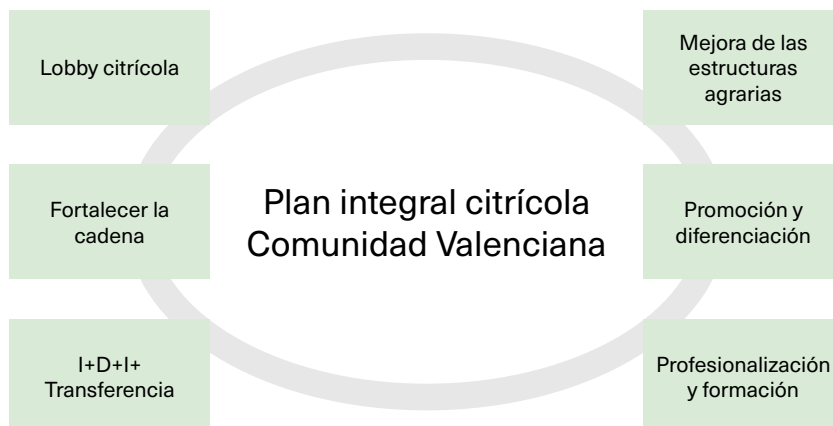 Lobby citrícola
Mejora de las
estructuras
agrarias
Fortalecer la
cadena
Plan integral citrícola
Comunidad Valenciana
Promoción y
diferenciación
I+D+I+
Transferencia
Profesionalización
y formación